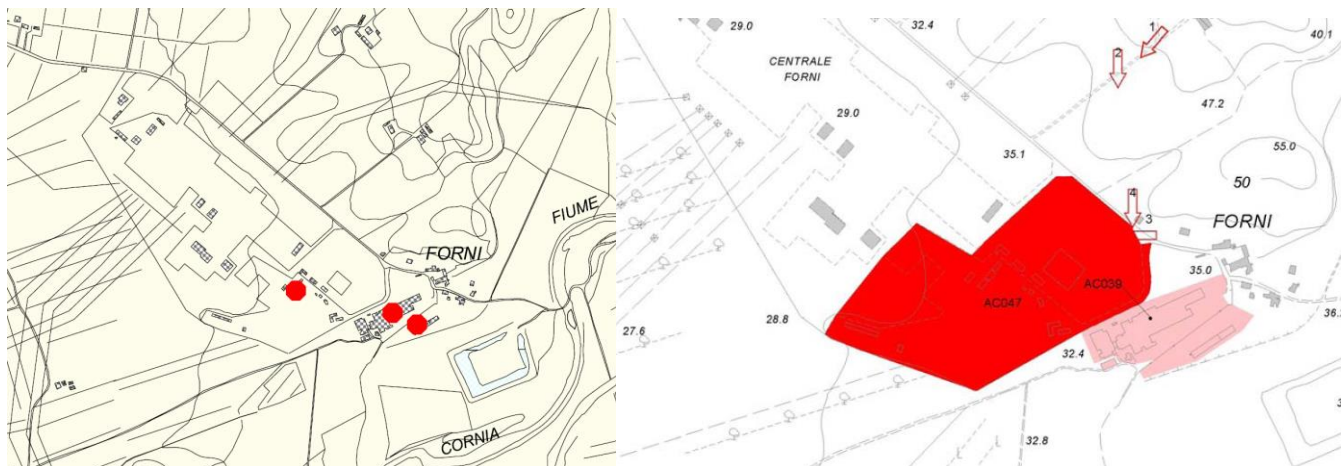 FORNI
FIUME
CORNIA
29.0
32.4
1
40.1
2
CENTRALE
FORNI
47.2
29.0
35.1
55.0
50
4
3
FORNI
35.0
AC039
AC047
28.8
27.6
32.4
32.8